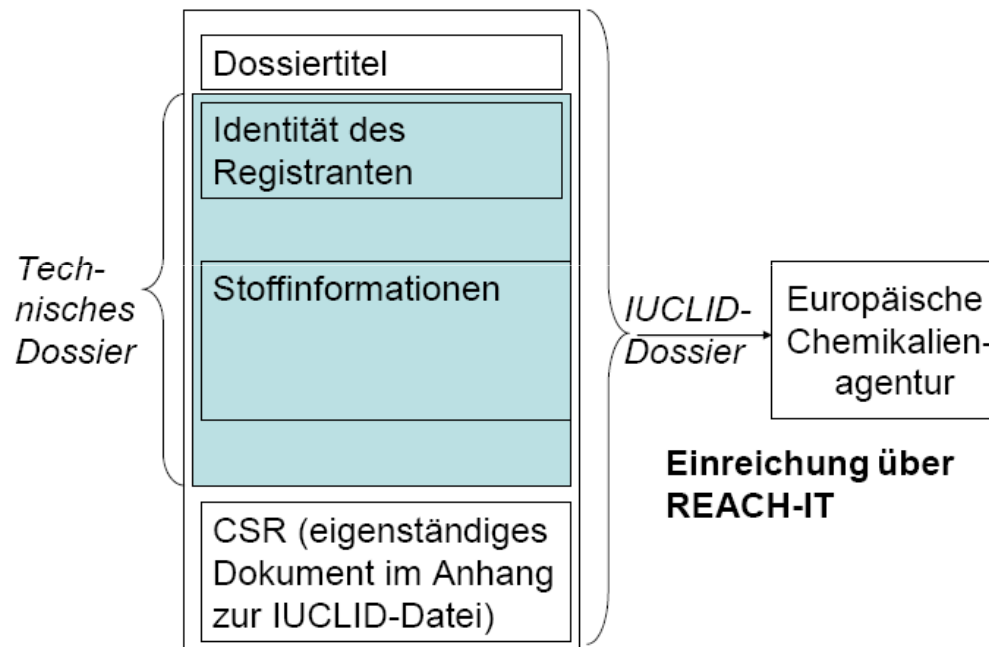 Dossiertitel
Identität des
Registranten
Stoffinformationen
Tech-
nisches
Dossier
CSR (eigenständiges
Dokument im Anhang
zur IUCLID-Datei)
IUCLID-
Dossier
Europäische
Chemikalien-
agentur
Einreichung über
REACH-IT